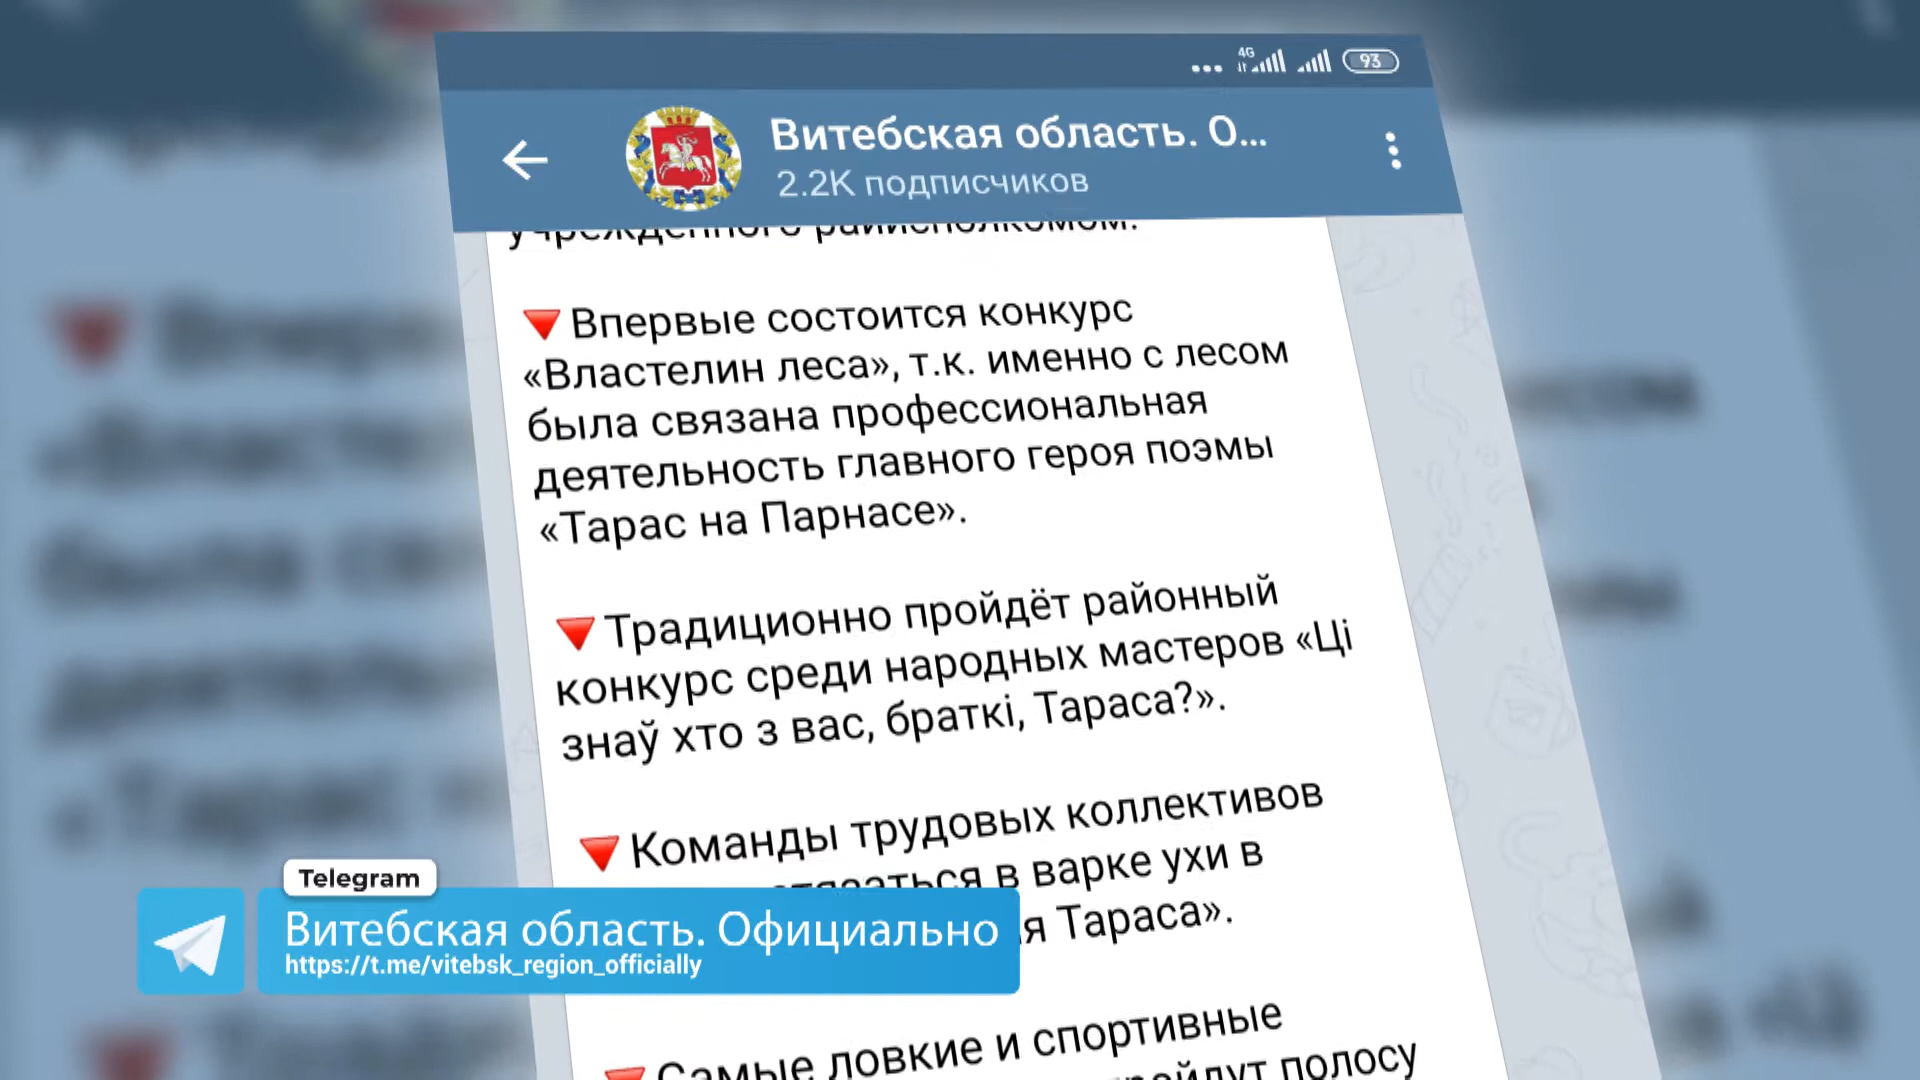 4G
93
Витебская область. О...
2.2K подписчиков
учрежденного райисполкомом.
Впервые состоится конкурс
«Властелин леса», т.к. именно с лесом
была связана профессиональная
деятельность главного героя поэмы
«Тарас на Парнасе».
Традиционно пройдёт районный
конкурс среди народных мастеров «Ці
знаў хто з вас, браткі, Тараса?».
Команды трудовых коллективов
в варке ухи в
Тараса».
Самые ловкие и спортивные
полосу
Telegram
Витебская область. Официально
https://t.me/vitebsk_region_officially